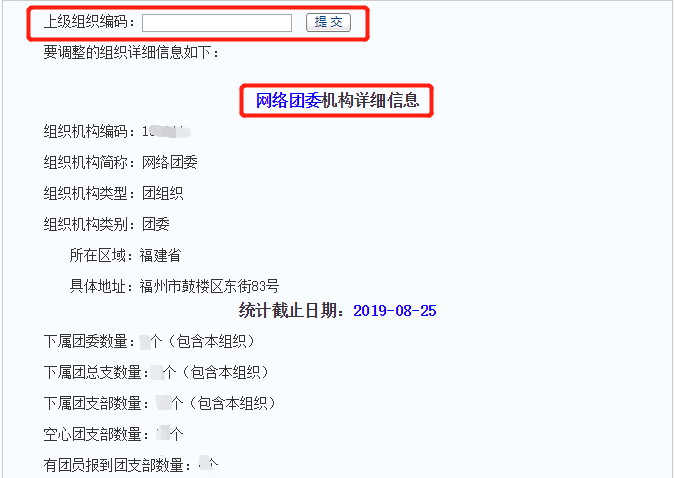 上级组织编码： 提 交
要调整的组织详细信息如下：
网络团委机构详细信息
组织机构编码：1
组织机构简称：网络团委
组织机构类型：团组织
组织机构类别：团委
所在区域：福建省
具体地址：福州市鼓楼区东街83号
统计截止日期：2019-08-25
下属团委数量： 个（包含本组织）
下属团总支数量： 个（包含本组织）
下属团支部数量： 个（包含本组织）
空心团支部数量： 个
有团员报到团支部数量： 个